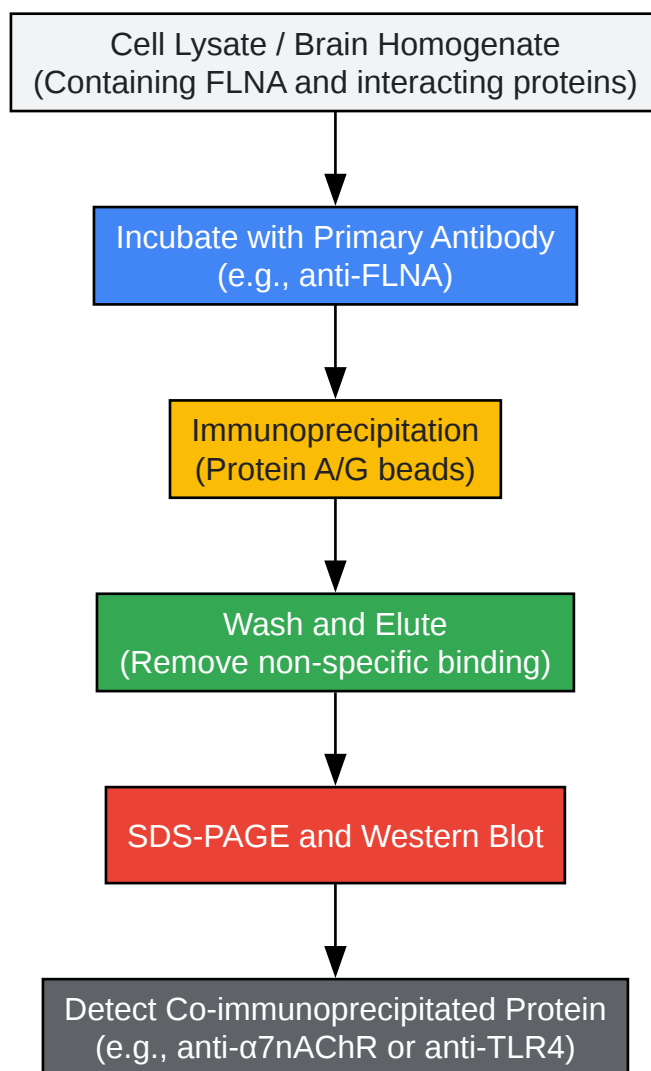 Cell Lysate / Brain Homogenate
(Containing FLNA and interacting proteins)
Incubate with Primary Antibody
(e.g., anti-FLNA)
Immunoprecipitation
(Protein A/G beads)
Wash and Elute
(Remove non-specific binding)
SDS-PAGE and Western Blot
Detect Co-immunoprecipitated Protein
(e.g., anti-α7nAChR or anti-TLR4)